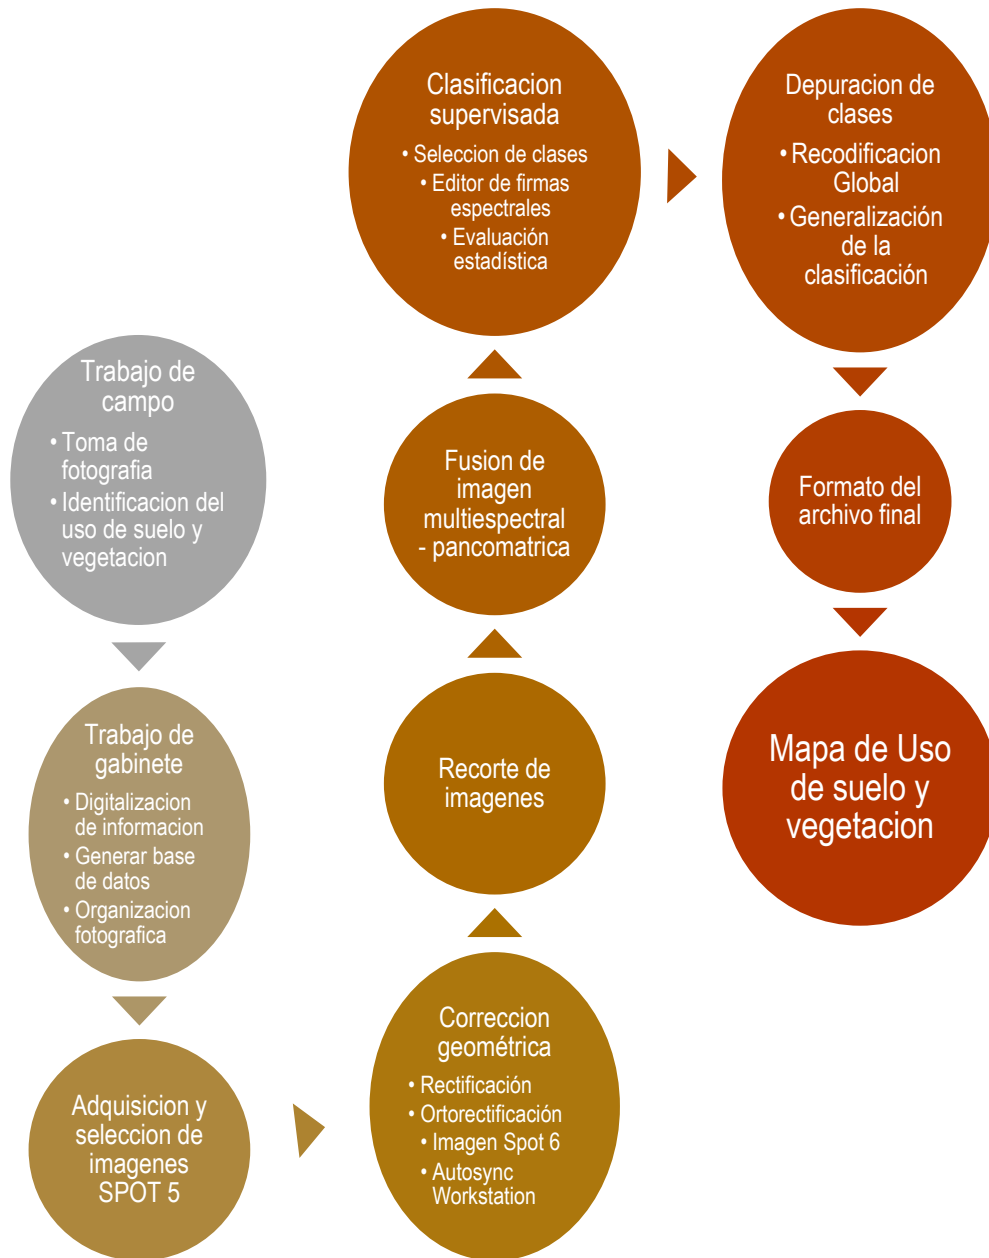 Trabajo de
campo
• Toma de
fotografia
• Identificacion del
uso de suelo y
vegetacion
Trabajo de
gabinete
• Digitalizacion
de informacion
• Generar base
de datos
• Organizacion
fotografica
Adquisicion y
seleccion de
imagenes
SPOT 5
Correccion
geométrica
• Rectificación
• Ortorectificación
• Imagen Spot 6
• Autosync
Workstation
Recorte de
imagenes
Fusion de
imagen
multiespectral
- pancomatrica
Clasificacion
supervisada
• Seleccion de clases
• Editor de firmas
espectrales
• Evaluación
estadística
Depuracion de
clases
• Recodificacion
Global
• Generalización
de la
clasificación
Formato del
archivo final
Mapa de Uso
de suelo y
vegetacion